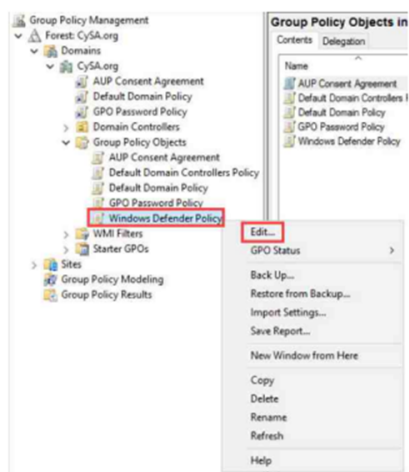 Group Policy Management
Forest: CySA.org
Domains
CySA.org
AUP Consent Agreement
Default Domain Policy
GPO Password Policy
Domain Controllers
Group Policy Objects
AUP Consent Agreement
Default Domain Controllers Policy
Default Domain Policy
GPO Password Policy
Windows Defender Policy
WMI Filters
Starter GPOs
Sites
Group Policy Modeling
Group Policy Results
Group Policy Objects in
Contents Delegation
Name
AUP Consent Agreement
Default Domain Controllers P
Default Domain Policy
GPO Password Policy
Windows Defender Policy
Edit...
GPO Status >
Back Up...
Restore from Backup...
Import Settings...
Save Report...
New Window from Here
Copy
Delete
Rename
Refresh
Help